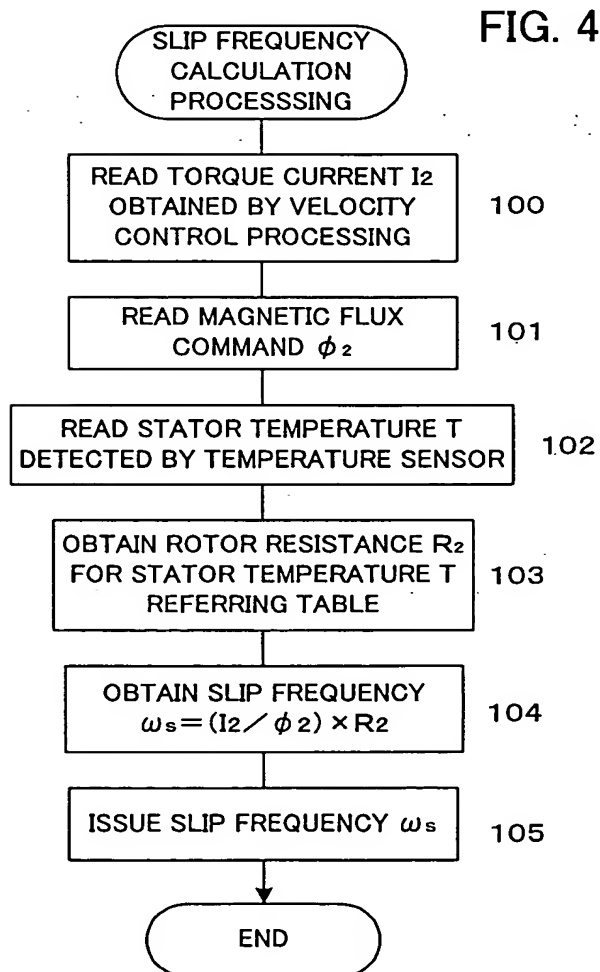 FIG. 4
SLIP FREQUENCY
CALCULATION
PROCESSSING
READ TORQUE CURRENT I2
OBTAINED BY VELOCITY
CONTROL PROCESSING
100
READ MAGNETIC FLUX
COMMAND ϕ2
101
READ STATOR TEMPERATURE T
DETECTED BY TEMPERATURE SENSOR
102
OBTAIN ROTOR RESISTANCE R2
FOR STATOR TEMPERATURE T
REFERRING TABLE
103
OBTAIN SLIP FREQUENCY
ωs=(I2/ϕ2)×R2
104
ISSUE SLIP FREQUENCY ωs
105
END